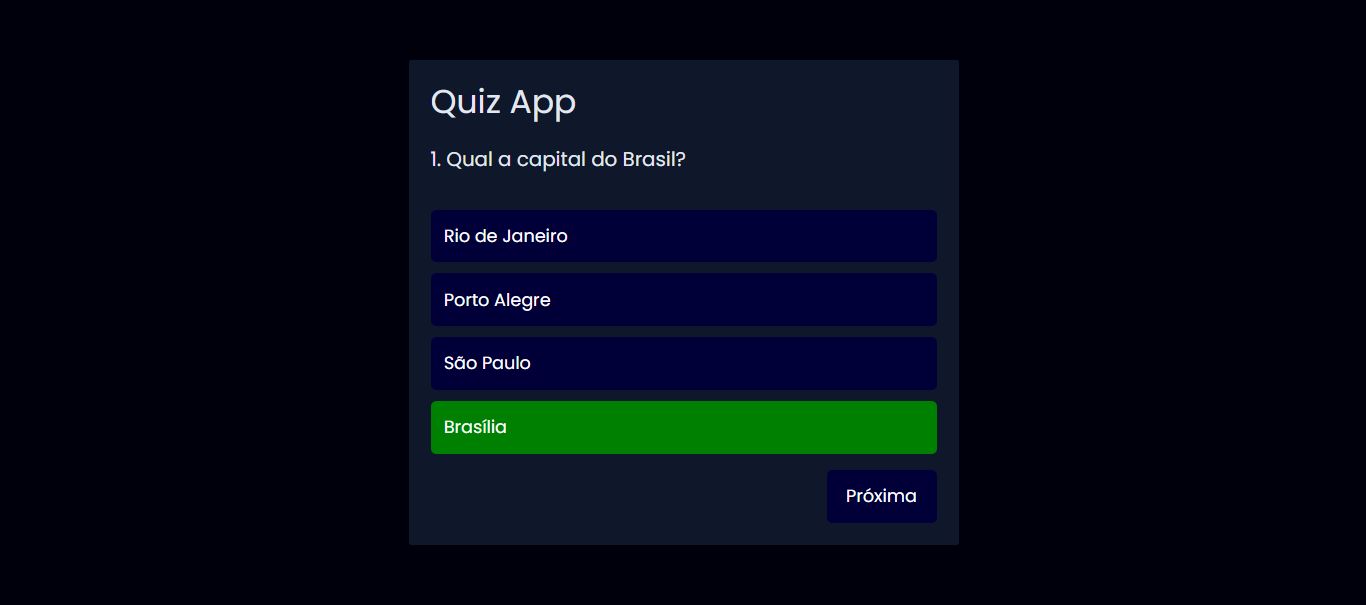 Quiz App
1. Qual a capital do Brasil?
Rio de Janeiro
Porto Alegre
São Paulo
Brasília
Próxima